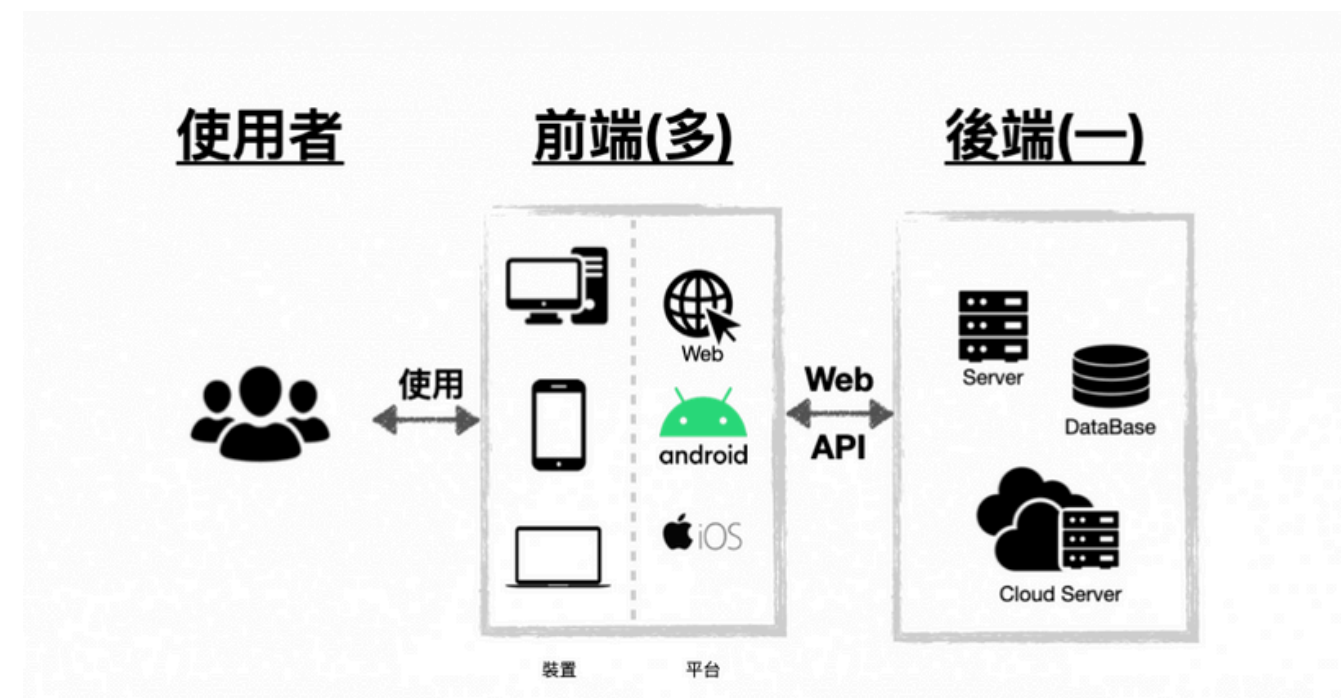 使用者
前端(多)
後端(一)
使用
Web
android
iOS
Web
API
Server
DataBase
Cloud Server
裝置
平台